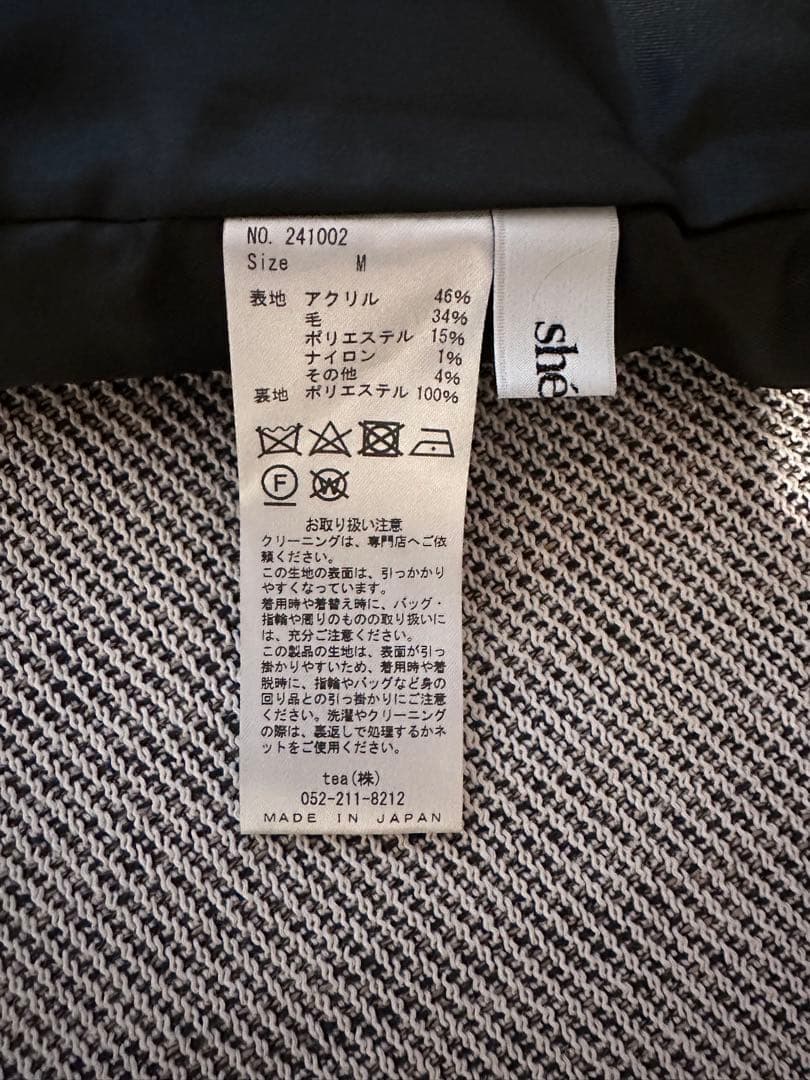 NO. 241002
Size M
表地 アクリル 46%
毛 34%
ポリエステル 15%
ナイロン 1%
その他 4%
裏地 ポリエステル 100%
F
W
お取り扱い注意
クリーニングは、専門店へご依
頼ください。
この生地の表面は、引っかかり
やすくなっています。
着用時や着替え時に、バッグ・
指輪や周りのものの取り扱いに
は、充分ご注意ください。
この製品の生地は、表面が引っ
掛かりやすいため、着用時や着
脱時に、指輪やバッグなど身の
回り品との引っ掛かりにご注意
ください。洗濯やクリーニング
の際は、裏返しで処理するかネ
ットをご使用ください。
tea(株)
052-211-8212
MADE IN JAPAN
shé